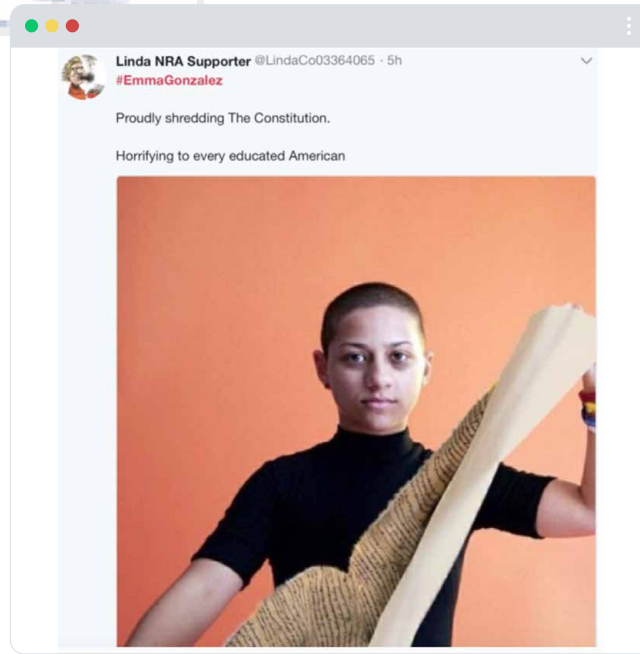 Linda NRA Supporter @LindaCo03364065 · 5h
#EmmaGonzalez
Proudly shredding The Constitution.
Horrifying to every educated American